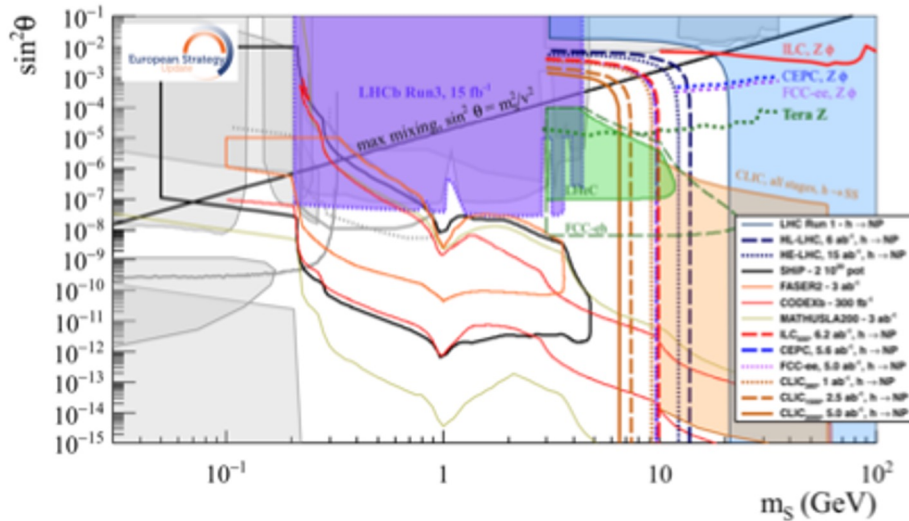 European Strategy
Update
LHCb Run3, 15 fb⁻¹
max mixing, sin² θ = m²ₛ/v²
ILC, Z ϕ
CEPC, Z ϕ
FCC-ee, Z ϕ
Tera Z
CLIC, all stages, h → SS
LHeC
FCC-eh
LHC Run 1 - h → NP
HL-LHC, 6 ab⁻¹, h → NP
HE-LHC, 15 ab⁻¹, h → NP
SHiP - 2 10²⁰ pot
FASER2 - 3 ab⁻¹
CODEXb - 300 fb⁻¹
MATHUSLA200 - 3 ab⁻¹
ILC, 6.2 ab⁻¹, h → NP
CEPC, 5.6 ab⁻¹, h → NP
FCC-ee, 5.0 ab⁻¹, h → NP
CLIC, 1 ab⁻¹, h → NP
CLIC, 2.5 ab⁻¹, h → NP
CLIC, 5.0 ab⁻¹, h → NP
sin²θ
10⁻¹
10⁻²
10⁻³
10⁻⁴
10⁻⁵
10⁻⁶
10⁻⁷
10⁻⁸
10⁻⁹
10⁻¹⁰
10⁻¹¹
10⁻¹²
10⁻¹³
10⁻¹⁴
10⁻¹⁵
10⁻¹ 1 10 10²
mₛ (GeV)